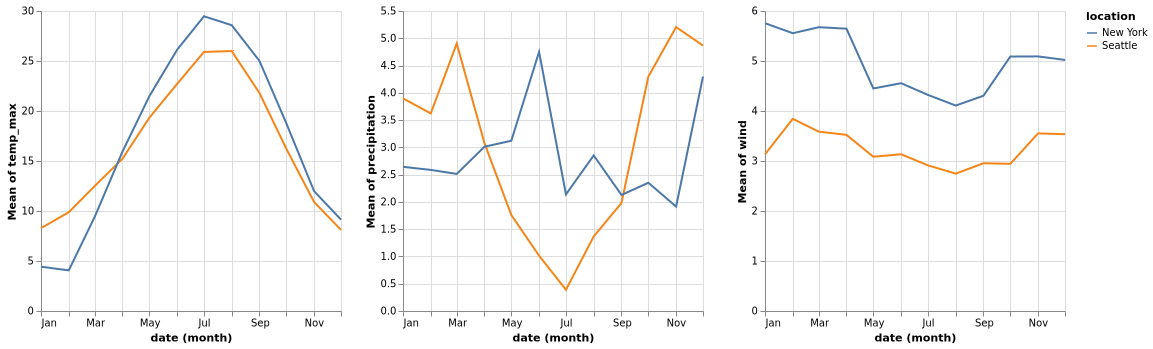 Mean of temp_max
30
25
20
15
10
5
0
Jan Mar May Jul Sep Nov
date (month)
Mean of precipitation
5.5
5.0
4.5
4.0
3.5
3.0
2.5
2.0
1.5
1.0
0.5
0.0
Jan Mar May Jul Sep Nov
date (month)
Mean of wind
6
5
4
3
2
1
0
Jan Mar May Jul Sep Nov
date (month)
location
New York
Seattle